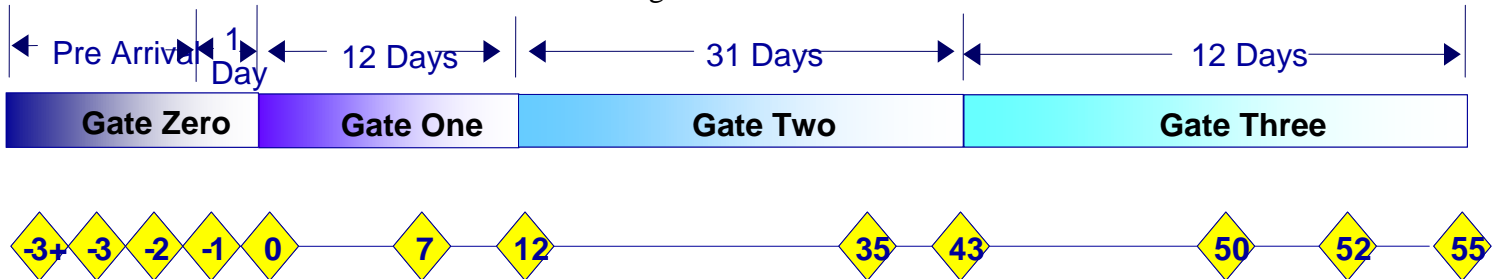 Pre Arrival 1 Day 12 Days 31 Days 12 Days
Gate Zero Gate One Gate Two Gate Three
-3+ -3 -2 -1 0 7 12 35 43 50 52 55